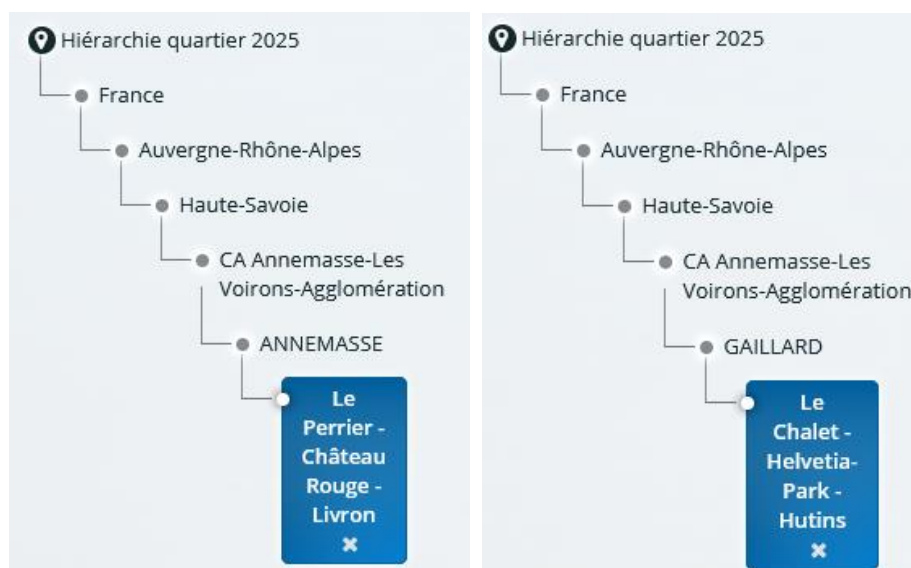 Hiérarchie quartier 2025
France
Auvergne-Rhône-Alpes
Haute-Savoie
CA Annemasse-Les
Voirons-Agglomération
ANNEMASSE
Le
Perrier -
Château
Rouge -
Livron
Hiérarchie quartier 2025
France
Auvergne-Rhône-Alpes
Haute-Savoie
CA Annemasse-Les
Voirons-Agglomération
GAILLARD
Le
Chalet -
Helvetia-
Park -
Hutins